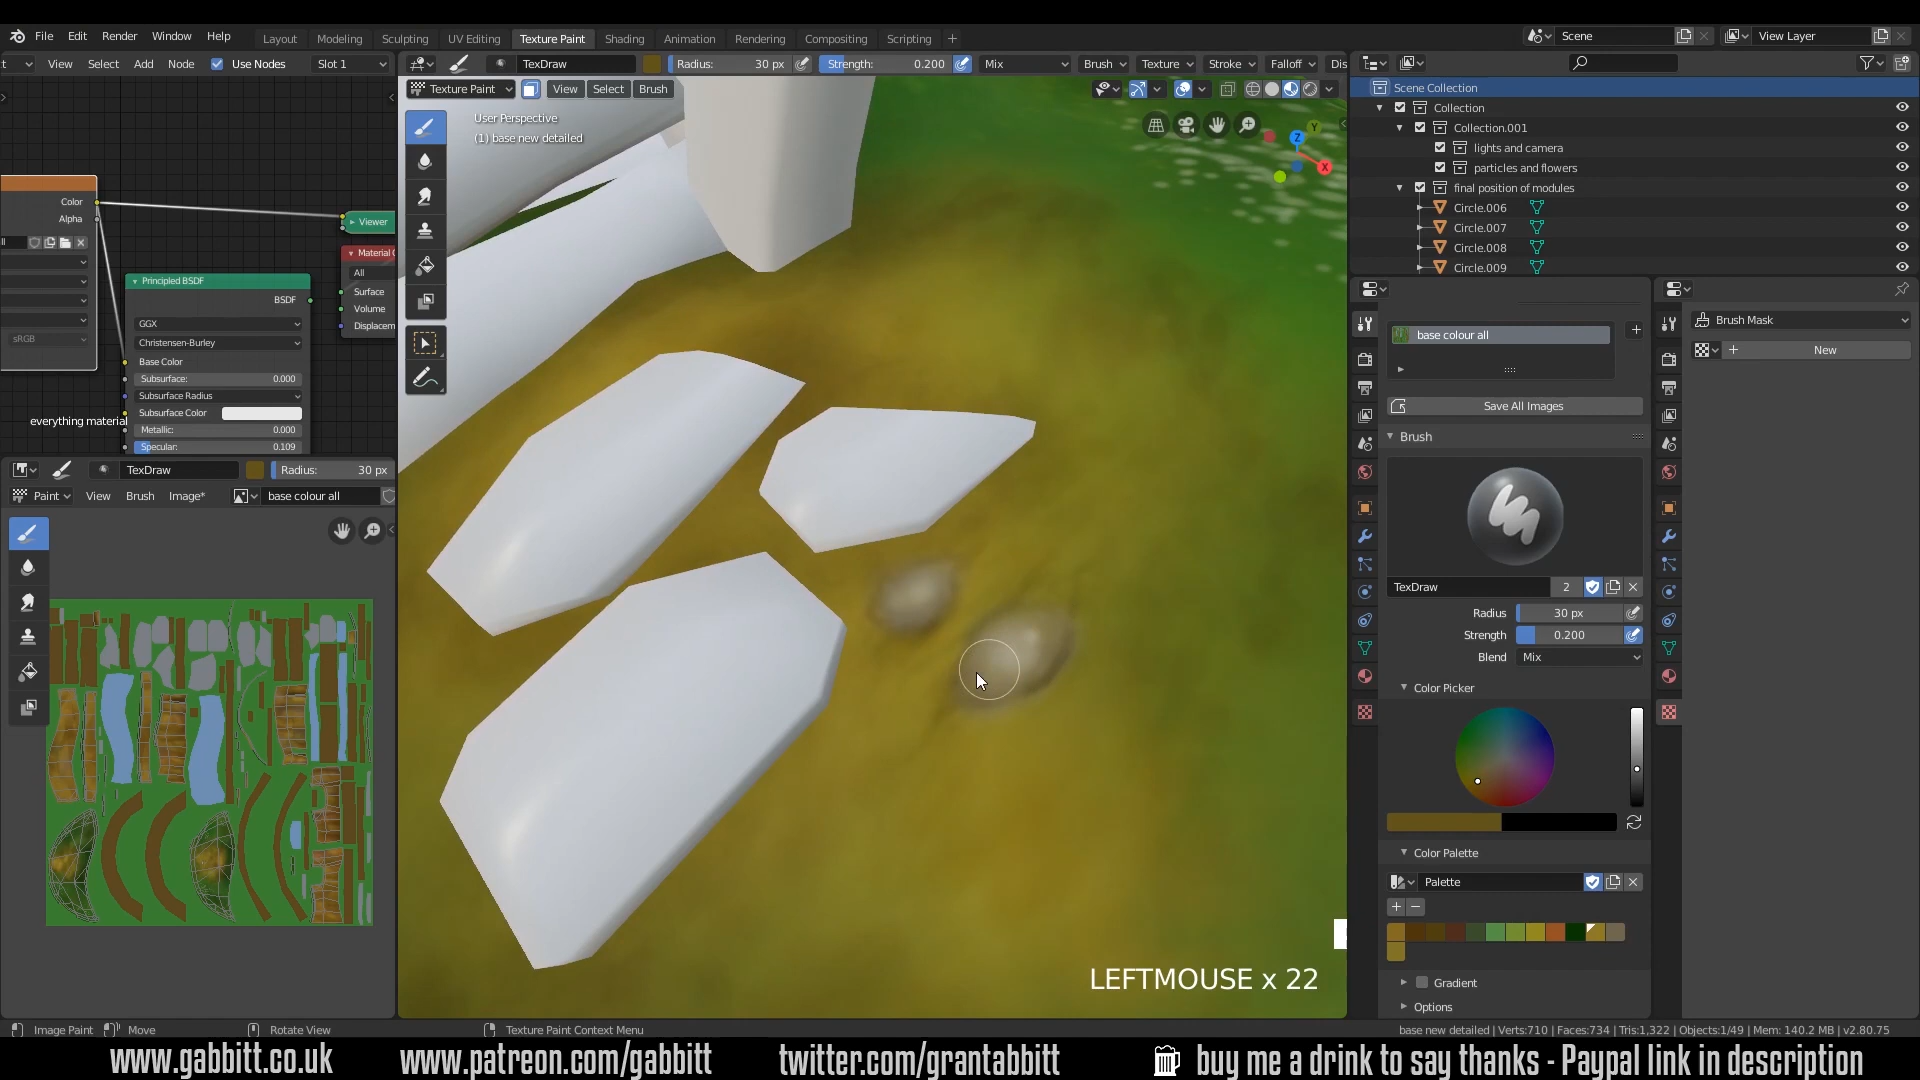 File Edit Render Window Help
Layout Modeling Sculpting UV Editing Texture Paint Shading Animation Rendering Compositing Scripting
Scene
View Layer
View Select Add Node Use Nodes Slot 1
TexDraw Radius: 30 px Strength: 0.200 Mix Brush Texture Stroke Falloff Dis
Texture Paint View Select Brush
User Perspective
(1) base new detailed
Color
Alpha
ll
sRGB
Viewer
Material O
All
Surface
Volume
Displacem
Principled BSDF
BSDF
GGX
Christensen-Burley
Base Color
Subsurface: 0.000
Subsurface Radius
Subsurface Color
Metallic: 0.000
Specular: 0.109
everything material
TexDraw Radius: 30 px
Paint View Brush Image* base colour all
Z
Y
X
Scene Collection
Collection
Collection.001
lights and camera
particles and flowers
final position of modules
Circle.006
Circle.007
Circle.008
Circle.009
base colour all
Save All Images
Brush
TexDraw 2
Radius 30 px
Strength 0.200
Blend Mix
Color Picker
Color Palette
Palette
Gradient
Options
Brush Mask
New
LEFTMOUSE x 22
Image Paint Move Rotate View Texture Paint Context Menu
base new detailed | Verts:710 | Faces:734 | Tris:1,322 | Objects:1/49 | Mem: 140.2 MB | v2.80.75
www.gabbitt.co.uk www.patreon.com/gabbitt twitter.com/grantabbitt buy me a drink to say thanks - Paypal link in description